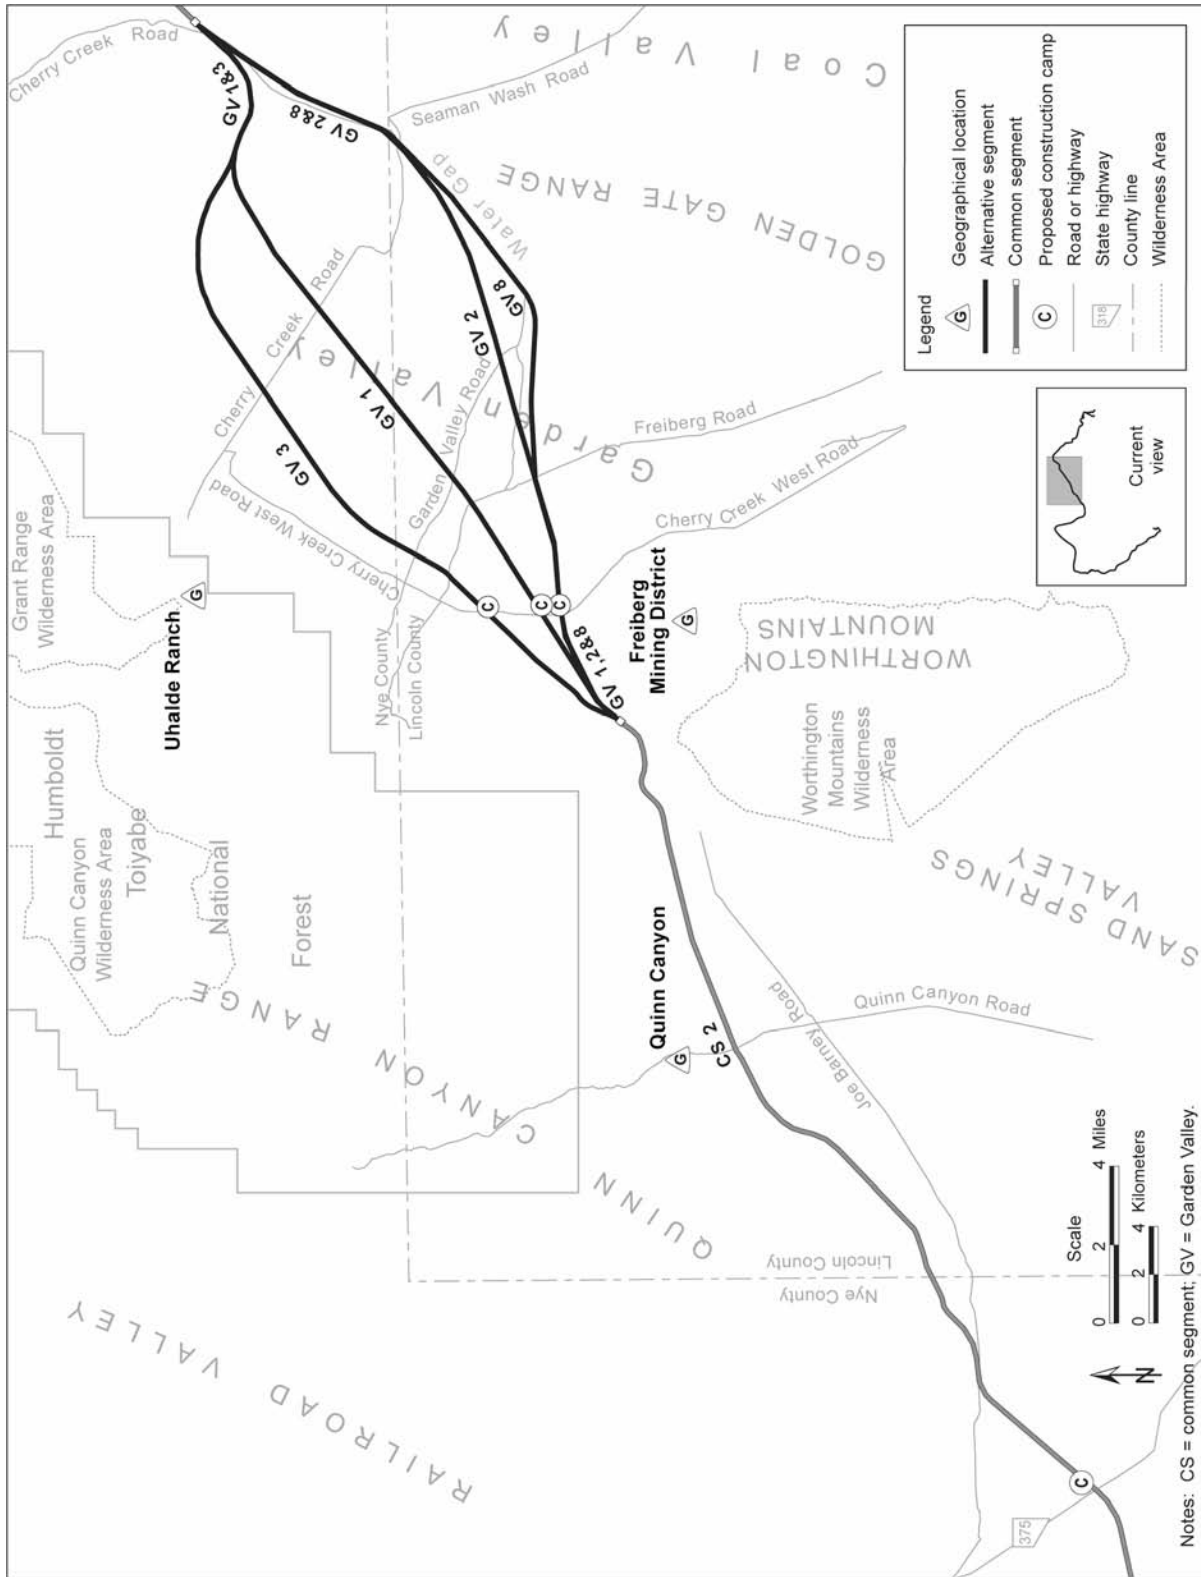 Cherry Creek Road
GV 1&3
GV 2&8
Seaman Wash Road
Coal Valley
Water Gap
GOLDEN GATE RANGE
Cherry Creek Road
Garden Valley
GV 3
GV 1
GV 2
GV 8
Garden Valley Road
Freiberg Road
Cherry Creek West Road
Cherry Creek West Road
Grant Range
Wilderness Area
Uhalde Ranch
Nye County
Lincoln County
GV 1,2&8
Freiberg
Mining District
WORTHINGTON
MOUNTAINS
Worthington
Mountains
Wilderness
Area
Humboldt
Toiyabe
National
Forest
Quinn Canyon
Wilderness Area
QUINN CANYON RANGE
Quinn Canyon
CS 2
Joe Barney Road
Quinn Canyon Road
SAND SPRINGS
VALLEY
Lincoln County
Nye County
RAILROAD VALLEY
375
G
G
G
C
C
C
C
Legend
G Geographical location
Alternative segment
Common segment
C Proposed construction camp
Road or highway
318 State highway
County line
Wilderness Area
Current
view
N
Scale
0 2 4 Miles
0 2 4 Kilometers
Notes: CS = common segment; GV = Garden Valley.